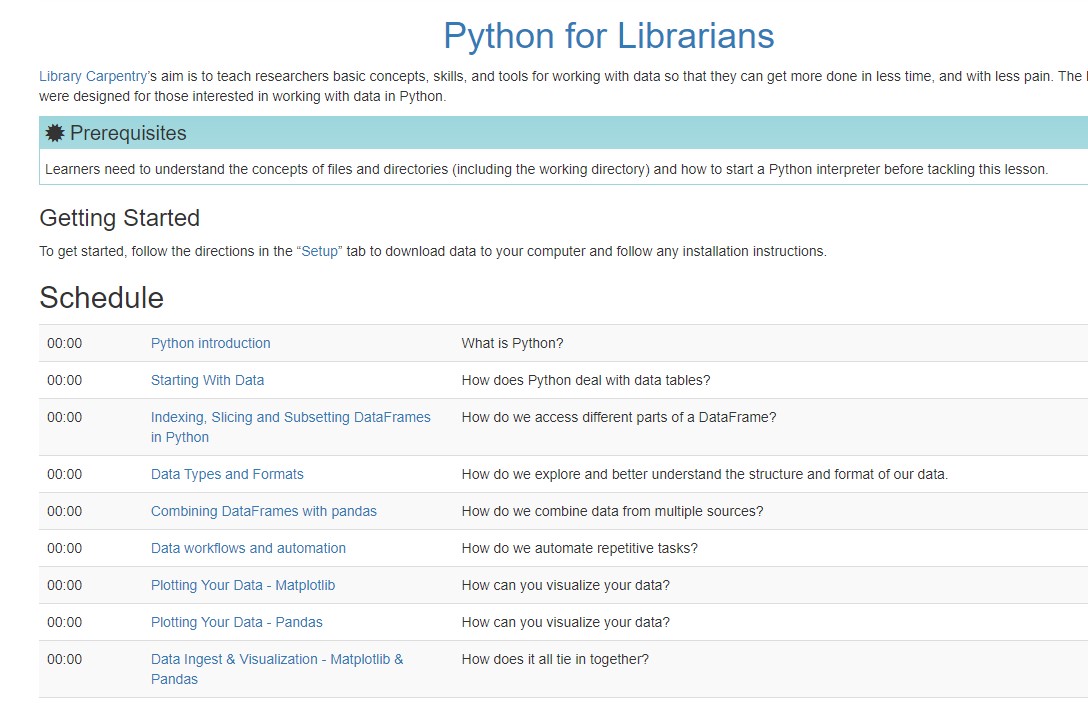 Python for Librarians
Library Carpentry’s aim is to teach researchers basic concepts, skills, and tools for working with data so that they can get more done in less time, and with less pain. The
were designed for those interested in working with data in Python.
Prerequisites
Learners need to understand the concepts of files and directories (including the working directory) and how to start a Python interpreter before tackling this lesson.
Getting Started
To get started, follow the directions in the “Setup” tab to download data to your computer and follow any installation instructions.
Schedule
00:00 Python introduction What is Python?
00:00 Starting With Data How does Python deal with data tables?
00:00 Indexing, Slicing and Subsetting DataFrames How do we access different parts of a DataFrame?
in Python
00:00 Data Types and Formats How do we explore and better understand the structure and format of our data.
00:00 Combining DataFrames with pandas How do we combine data from multiple sources?
00:00 Data workflows and automation How do we automate repetitive tasks?
00:00 Plotting Your Data - Matplotlib How can you visualize your data?
00:00 Plotting Your Data - Pandas How can you visualize your data?
00:00 Data Ingest & Visualization - Matplotlib & How does it all tie in together?
Pandas